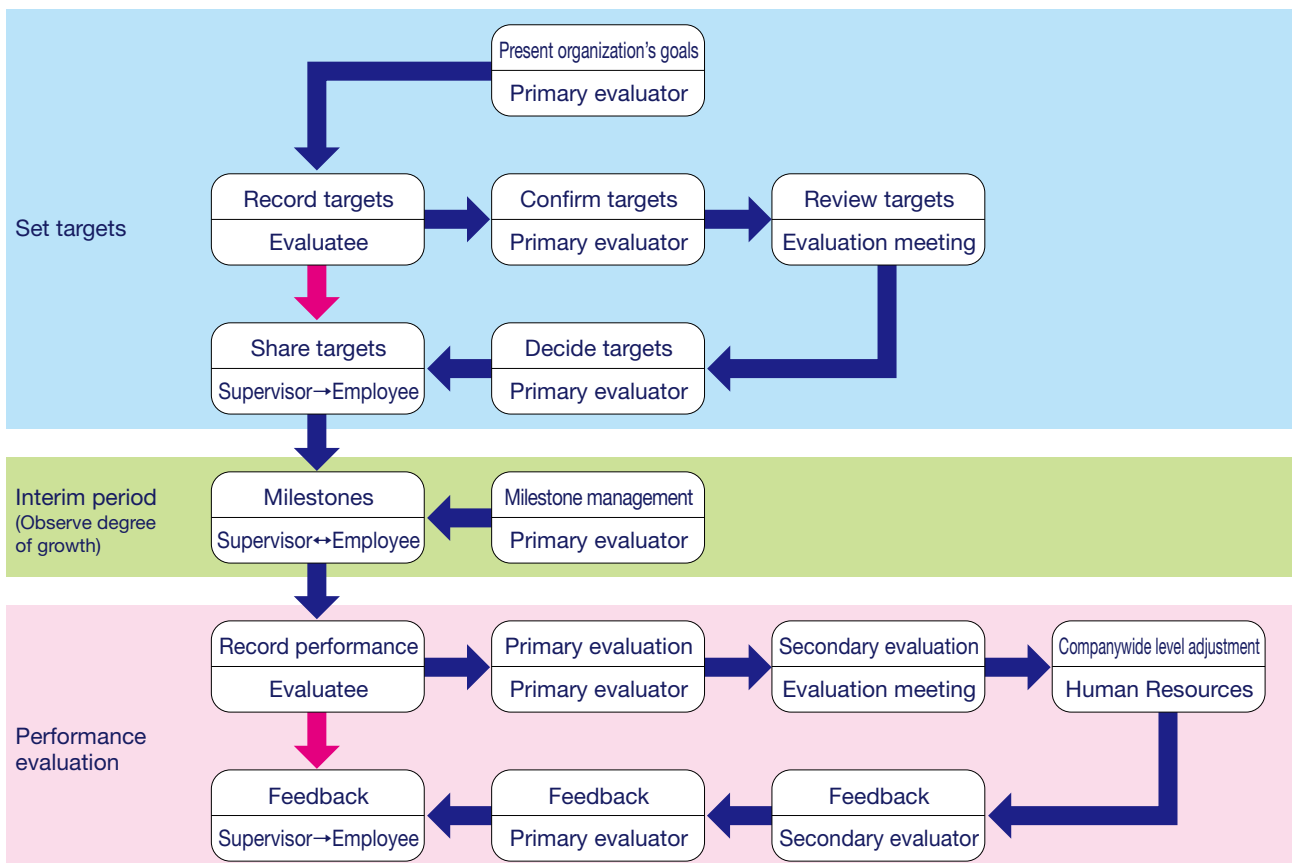 Present organization's goals
Primary evaluator
Set targets
Record targets
Evaluatee
Confirm targets
Primary evaluator
Review targets
Evaluation meeting
Share targets
Supervisor→Employee
Decide targets
Primary evaluator
Interim period
(Observe degree
of growth)
Milestones
Supervisor↔Employee
Milestone management
Primary evaluator
Performance
evaluation
Record performance
Evaluatee
Primary evaluation
Primary evaluator
Secondary evaluation
Evaluation meeting
Companywide level adjustment
Human Resources
Feedback
Supervisor→Employee
Feedback
Primary evaluator
Feedback
Secondary evaluator